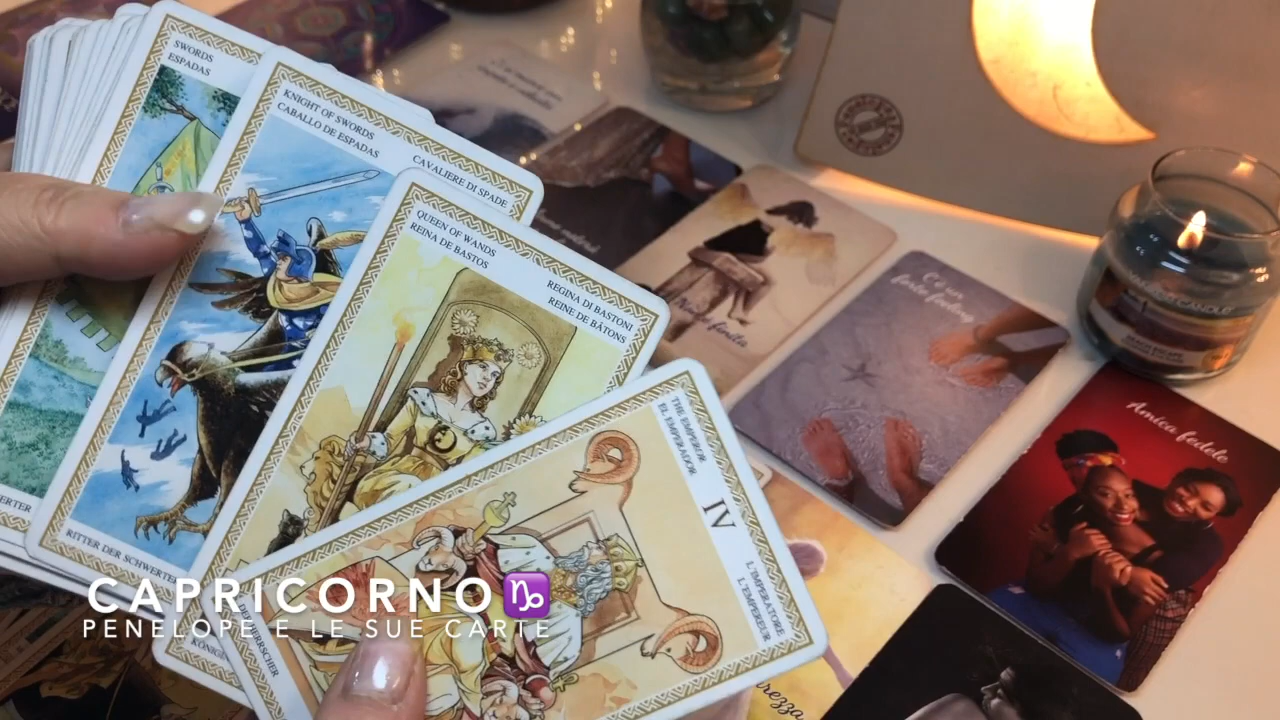 SWORDS
ESPADAS
KNIGHT OF SWORDS
CABALLO DE ESPADAS
CAVALIERE DI SPADE
RITTER DER SCHWERTER
QUEEN OF WANDS
REINA DE BASTOS
REGINA DI BASTONI
REINE DE BÂTONS
THE EMPEROR
EL EMPERADOR
IV
L'IMPERATORE
L'EMPEREUR
DER HERRSCHER
C'è un
forte feeling
Amica fedele
CAPRICORNO ♑
PENELOPE E LE SUE CARTE